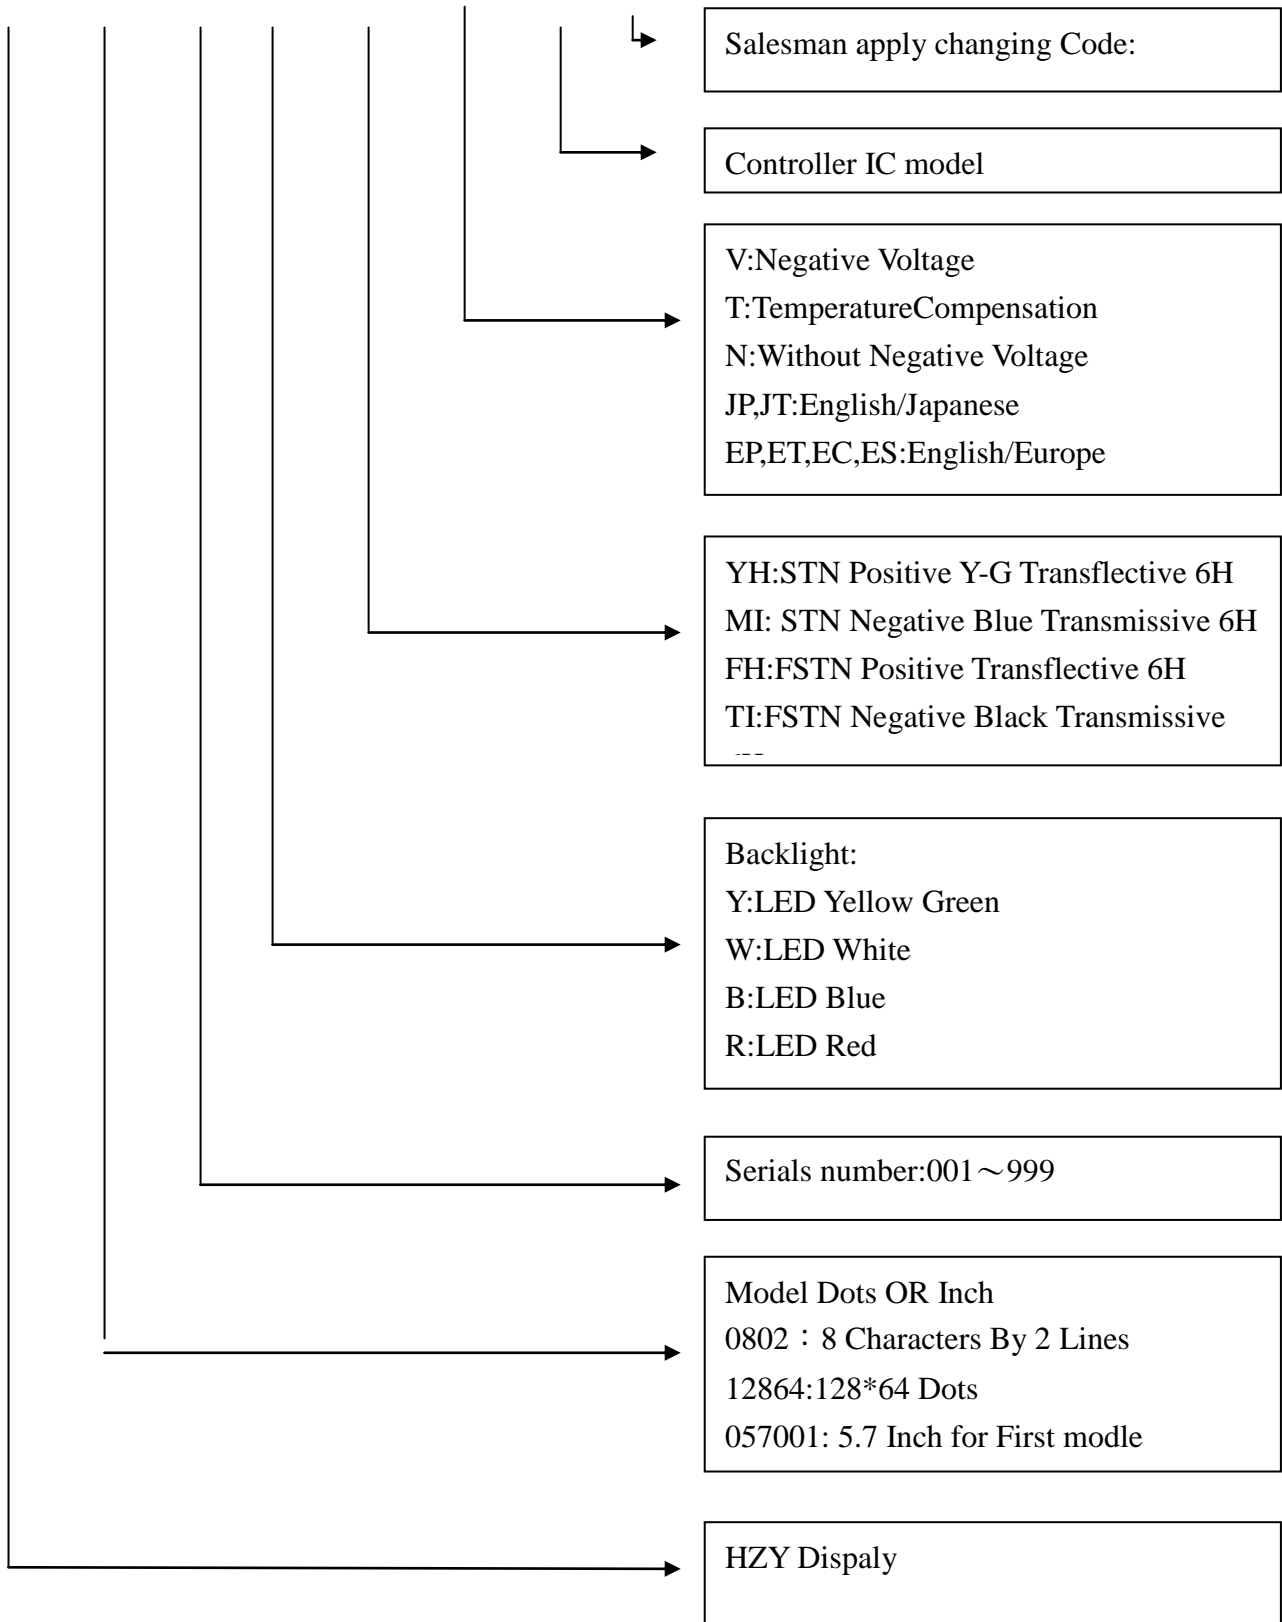 Salesman apply changing Code:
Controller IC model
V:Negative Voltage
T:TemperatureCompensation
N:Without Negative Voltage
JP,JT:English/Japanese
EP,ET,EC,ES:English/Europe
YH:STN Positive Y-G Transflective 6H
MI: STN Negative Blue Transmissive 6H
FH:FSTN Positive Transflective 6H
TI:FSTN Negative Black Transmissive
Backlight:
Y:LED Yellow Green
W:LED White
B:LED Blue
R:LED Red
Serials number:001～999
Model Dots OR Inch
0802：8 Characters By 2 Lines
12864:128*64 Dots
057001: 5.7 Inch for First modle
HZY Dispaly